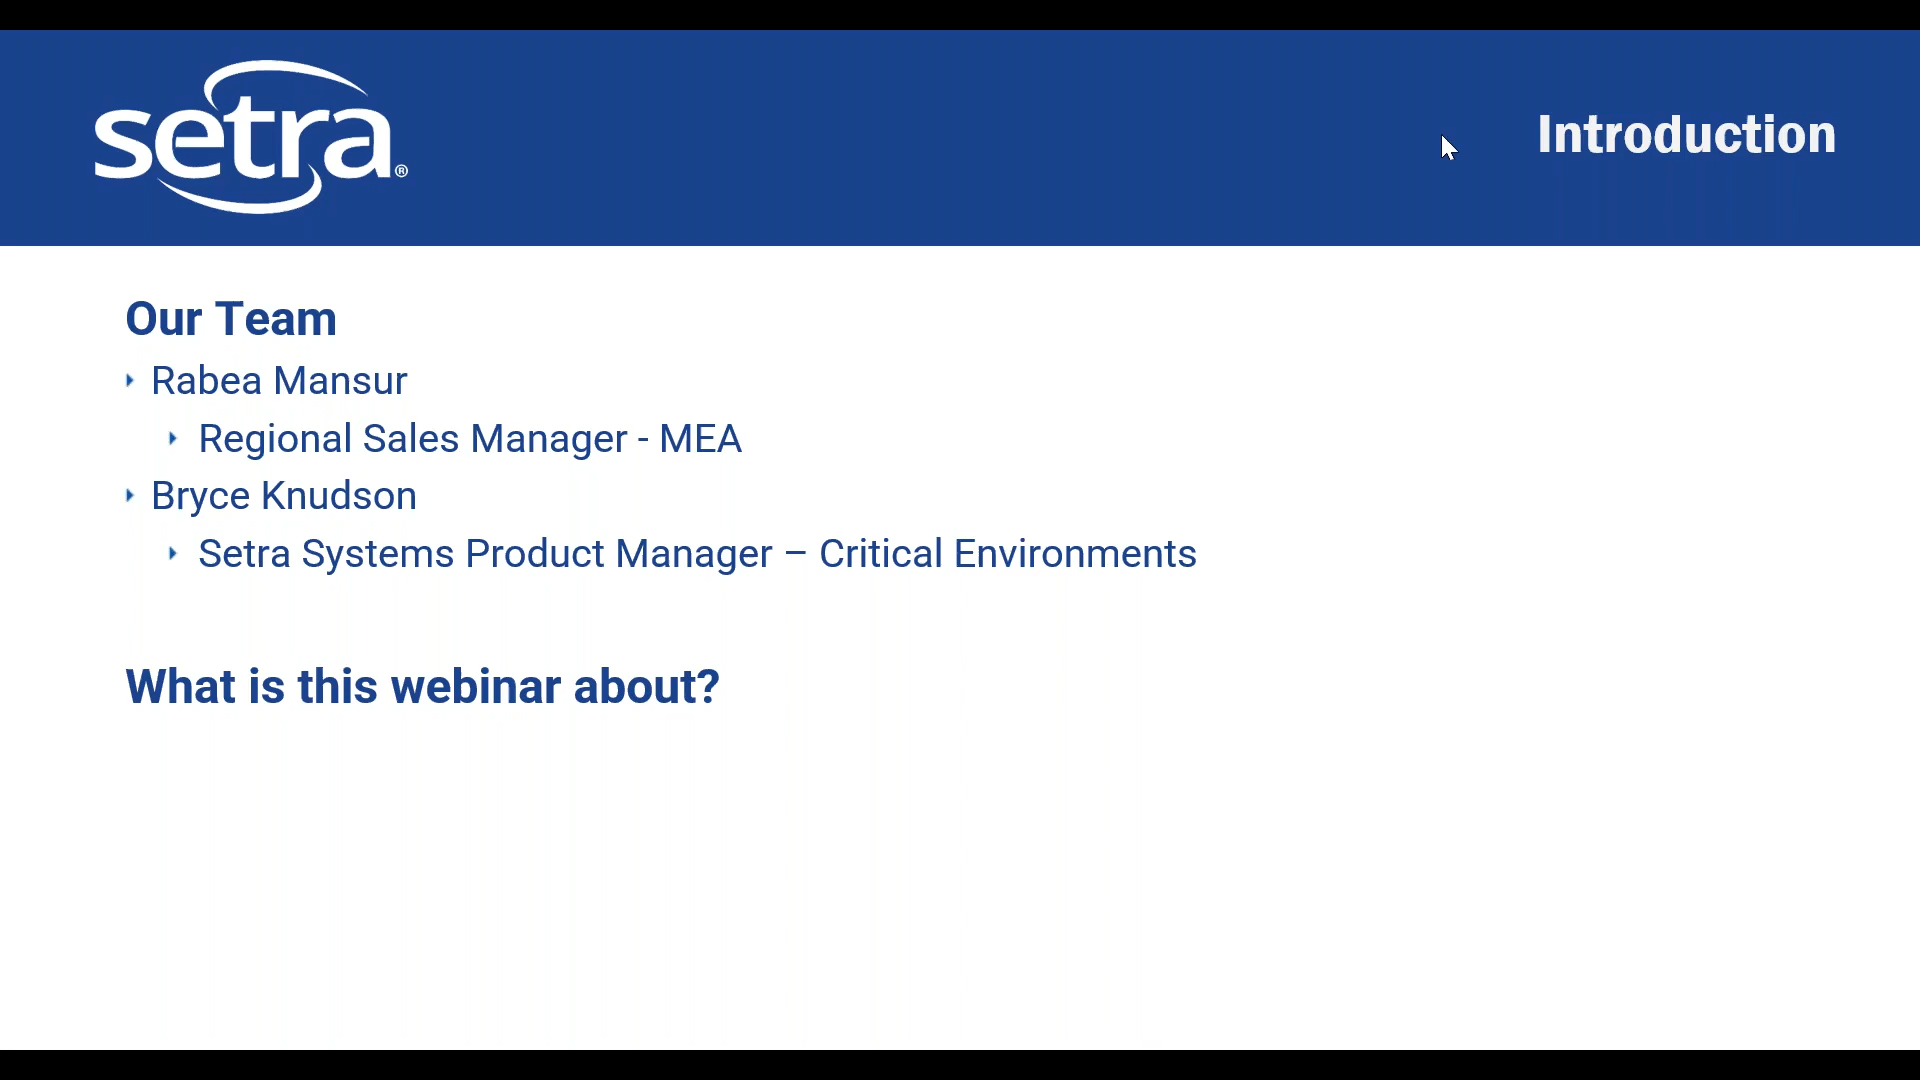 setra®
Introduction
Our Team
Rabea Mansur
Regional Sales Manager - MEA
Bryce Knudson
Setra Systems Product Manager – Critical Environments
What is this webinar about?